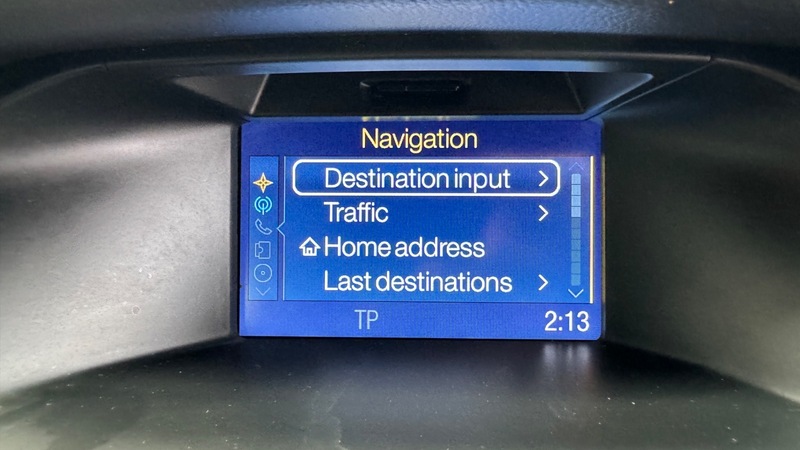 Navigation
Destination input
Traffic
Home address
Last destinations
TP 2:13